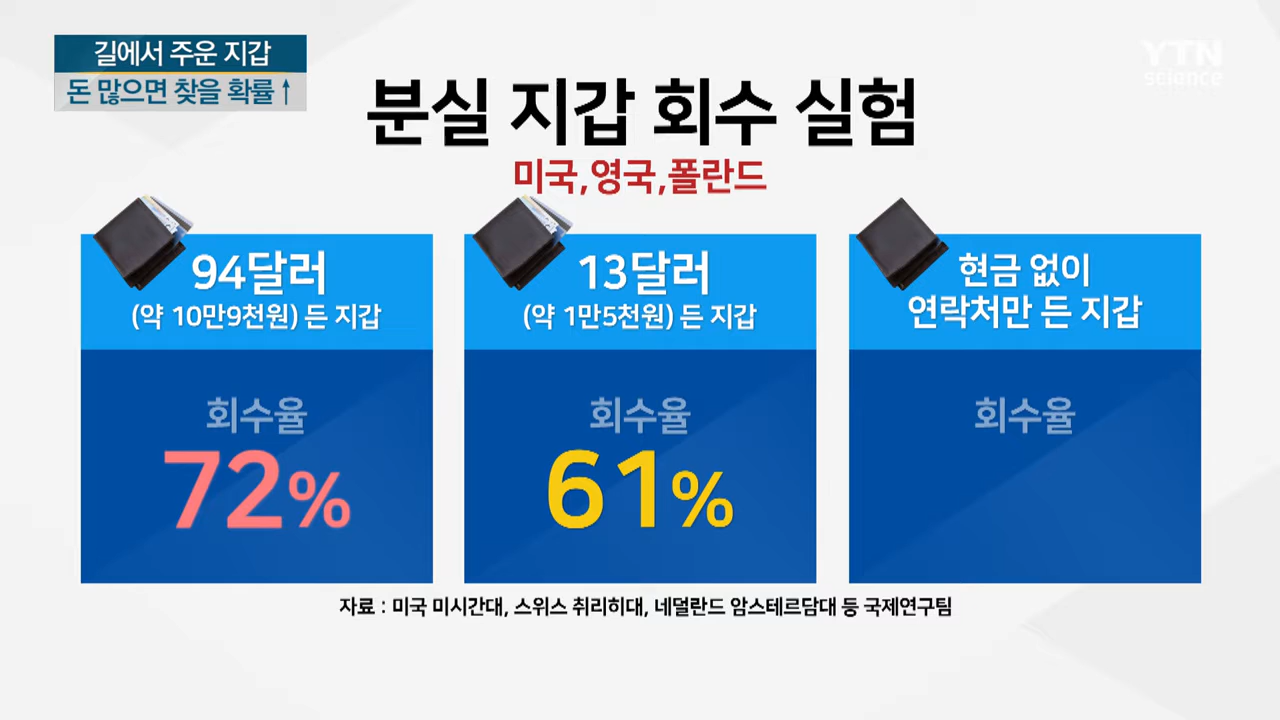 길에서 주운 지갑
돈 많으면 찾을 확률↑
YTN
science
분실 지갑 회수 실험
미국,영국,폴란드
94달러
(약 10만9천원) 든 지갑
회수율
72%
13달러
(약 1만5천원) 든 지갑
회수율
61%
현금 없이
연락처만 든 지갑
회수율
자료 : 미국 미시간대, 스위스 취리히대, 네덜란드 암스테르담대 등 국제연구팀